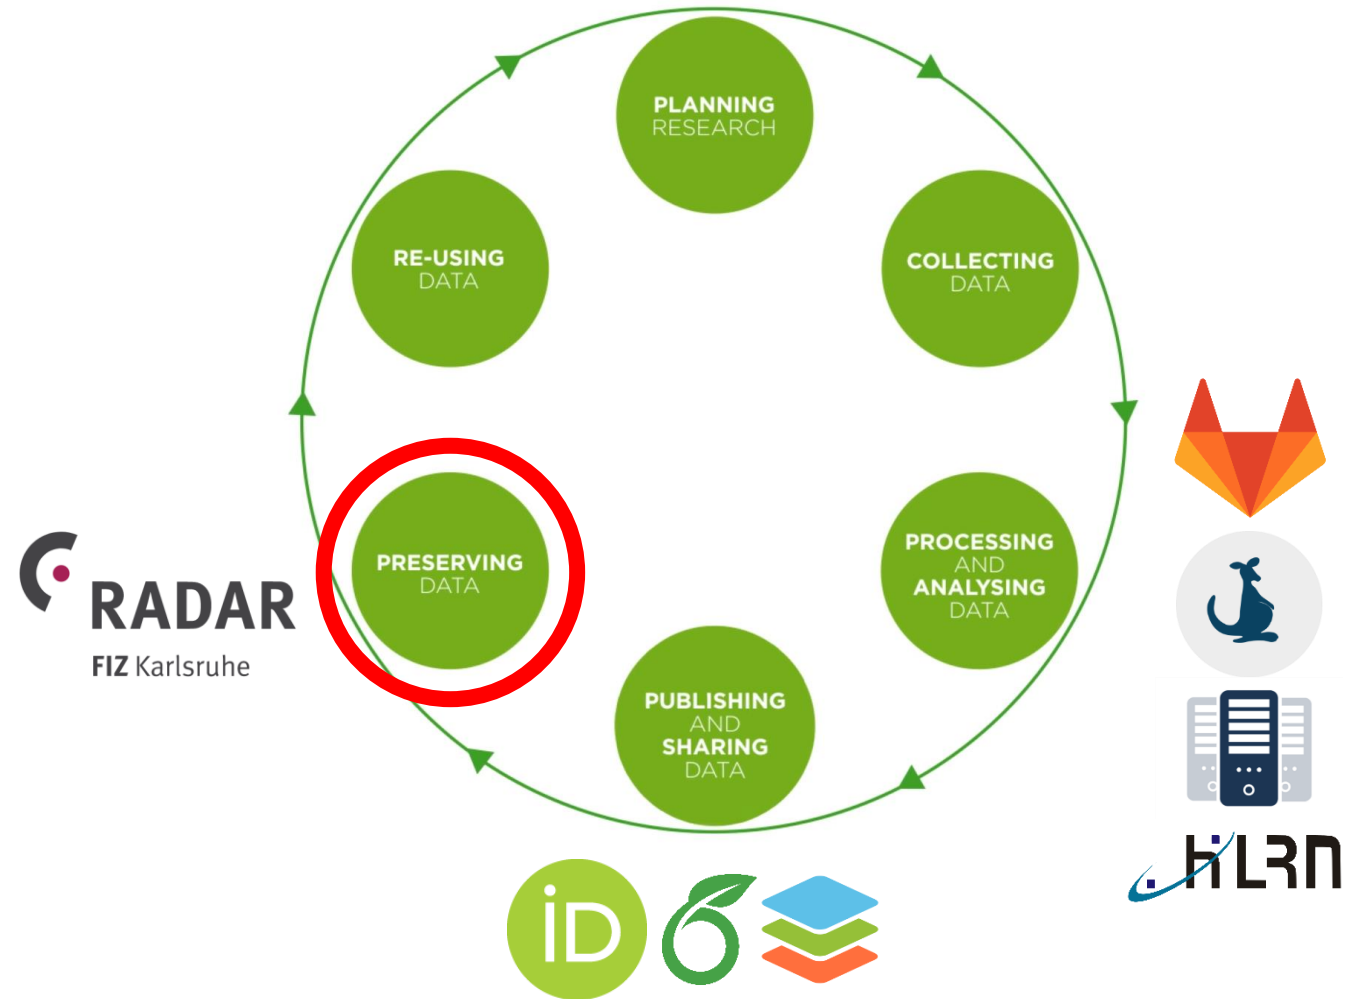 PLANNING
RESEARCH
COLLECTING
DATA
PROCESSING
AND
ANALYSING
DATA
PUBLISHING
AND
SHARING
DATA
PRESERVING
DATA
RE-USING
DATA
RADAR
FIZ Karlsruhe
HLRN
iD